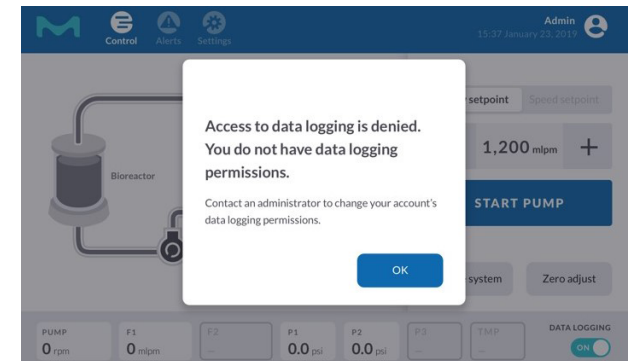 Admin
15:37 January 23, 2019
Control
Alerts
Settings
Access to data logging is denied.
You do not have data logging
permissions.
Contact an administrator to change your account's
data logging permissions.
OK
Bioreactor
setpoint
Speed setpoint
1,200 mlpm +
START PUMP
system
Zero adjust
PUMP
0 rpm
F1
0 mlpm
F2
--
P1
0.0 psi
P2
0.0 psi
P3
--
TMP
--
DATA LOGGING
ON